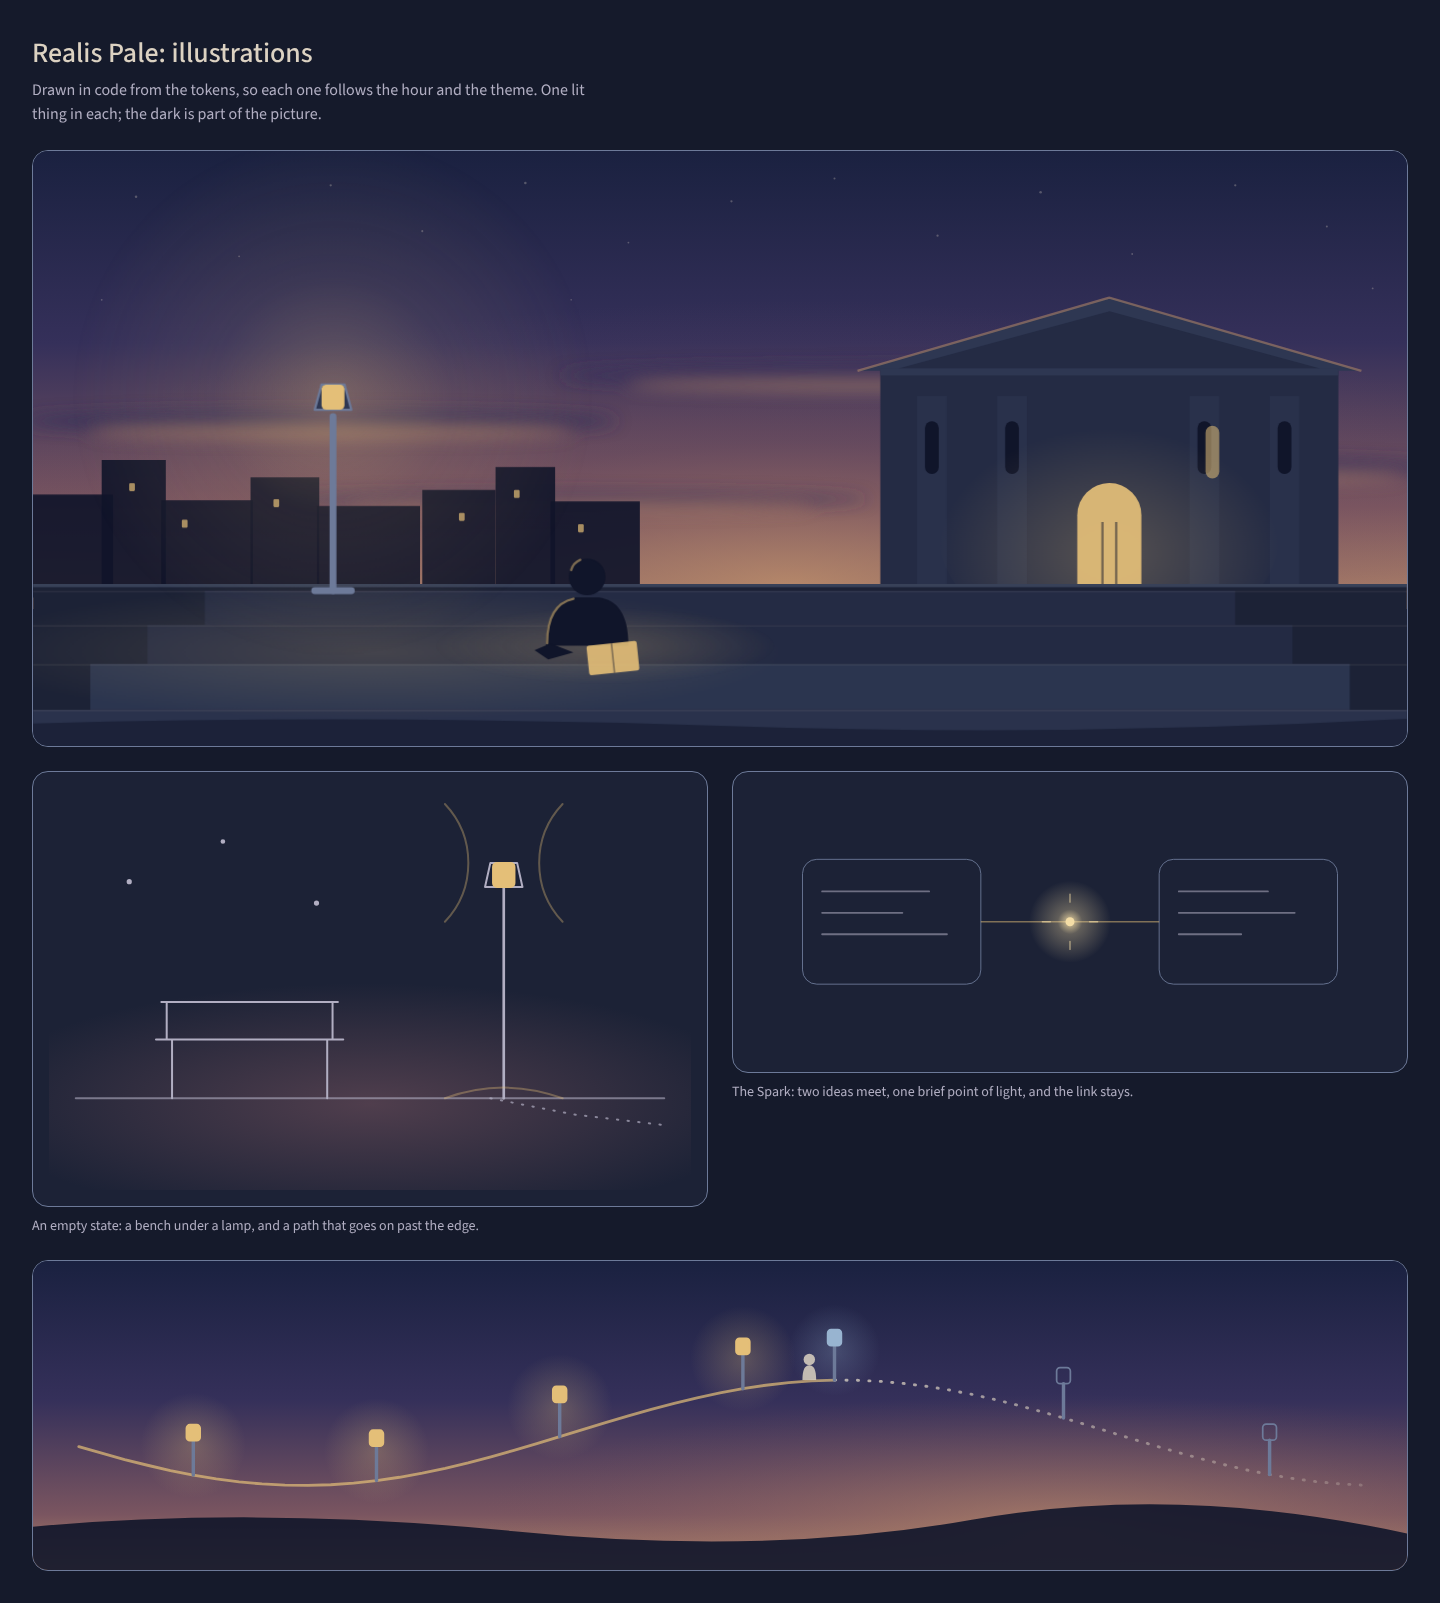 Realis Pale: illustrations
Drawn in code from the tokens, so each one follows the hour and the theme. One lit
thing in each; the dark is part of the picture.
The Spark: two ideas meet, one brief point of light, and the link stays.
An empty state: a bench under a lamp, and a path that goes on past the edge.